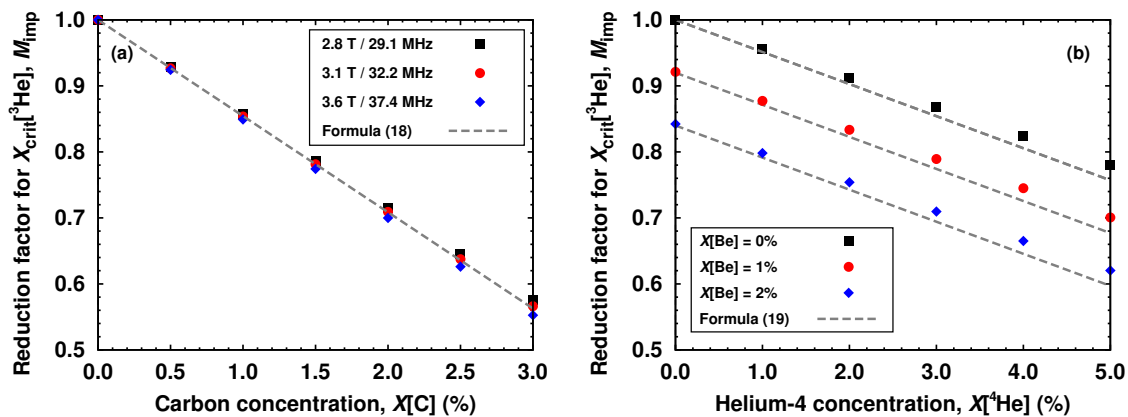 Reduction factor for Xcrit[³He], Mimp
1.0
0.9
0.8
0.7
0.6
0.5
(a)
2.8 T / 29.1 MHz
3.1 T / 32.2 MHz
3.6 T / 37.4 MHz
Formula (18)
0.0 0.5 1.0 1.5 2.0 2.5 3.0
Carbon concentration, X[C] (%)
Reduction factor for Xcrit[³He], Mimp
1.0
0.9
0.8
0.7
0.6
0.5
(b)
X[Be] = 0%
X[Be] = 1%
X[Be] = 2%
Formula (19)
0.0 1.0 2.0 3.0 4.0 5.0
Helium-4 concentration, X[⁴He] (%)